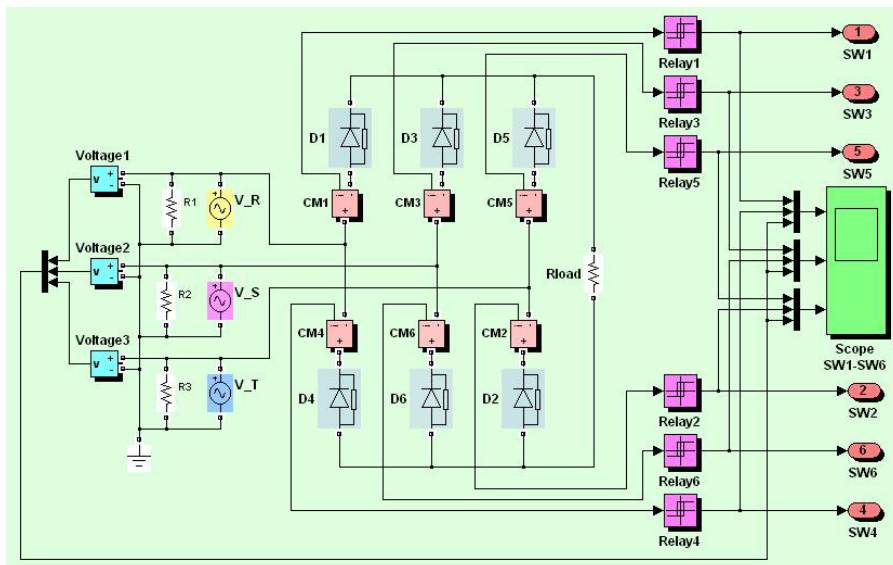 1
SW1
Relay1
3
SW3
Relay3
D1
D3
D5
5
SW5
Relay5
Voltage1
v
+
-
R1
V_R
CM1
CM3
CM5
Voltage2
v
+
-
R2
V_S
Rload
Voltage3
v
+
-
R3
V_T
CM4
CM6
CM2
Scope
SW1-SW6
D4
D6
D2
2
SW2
Relay2
6
SW6
Relay6
4
SW4
Relay4